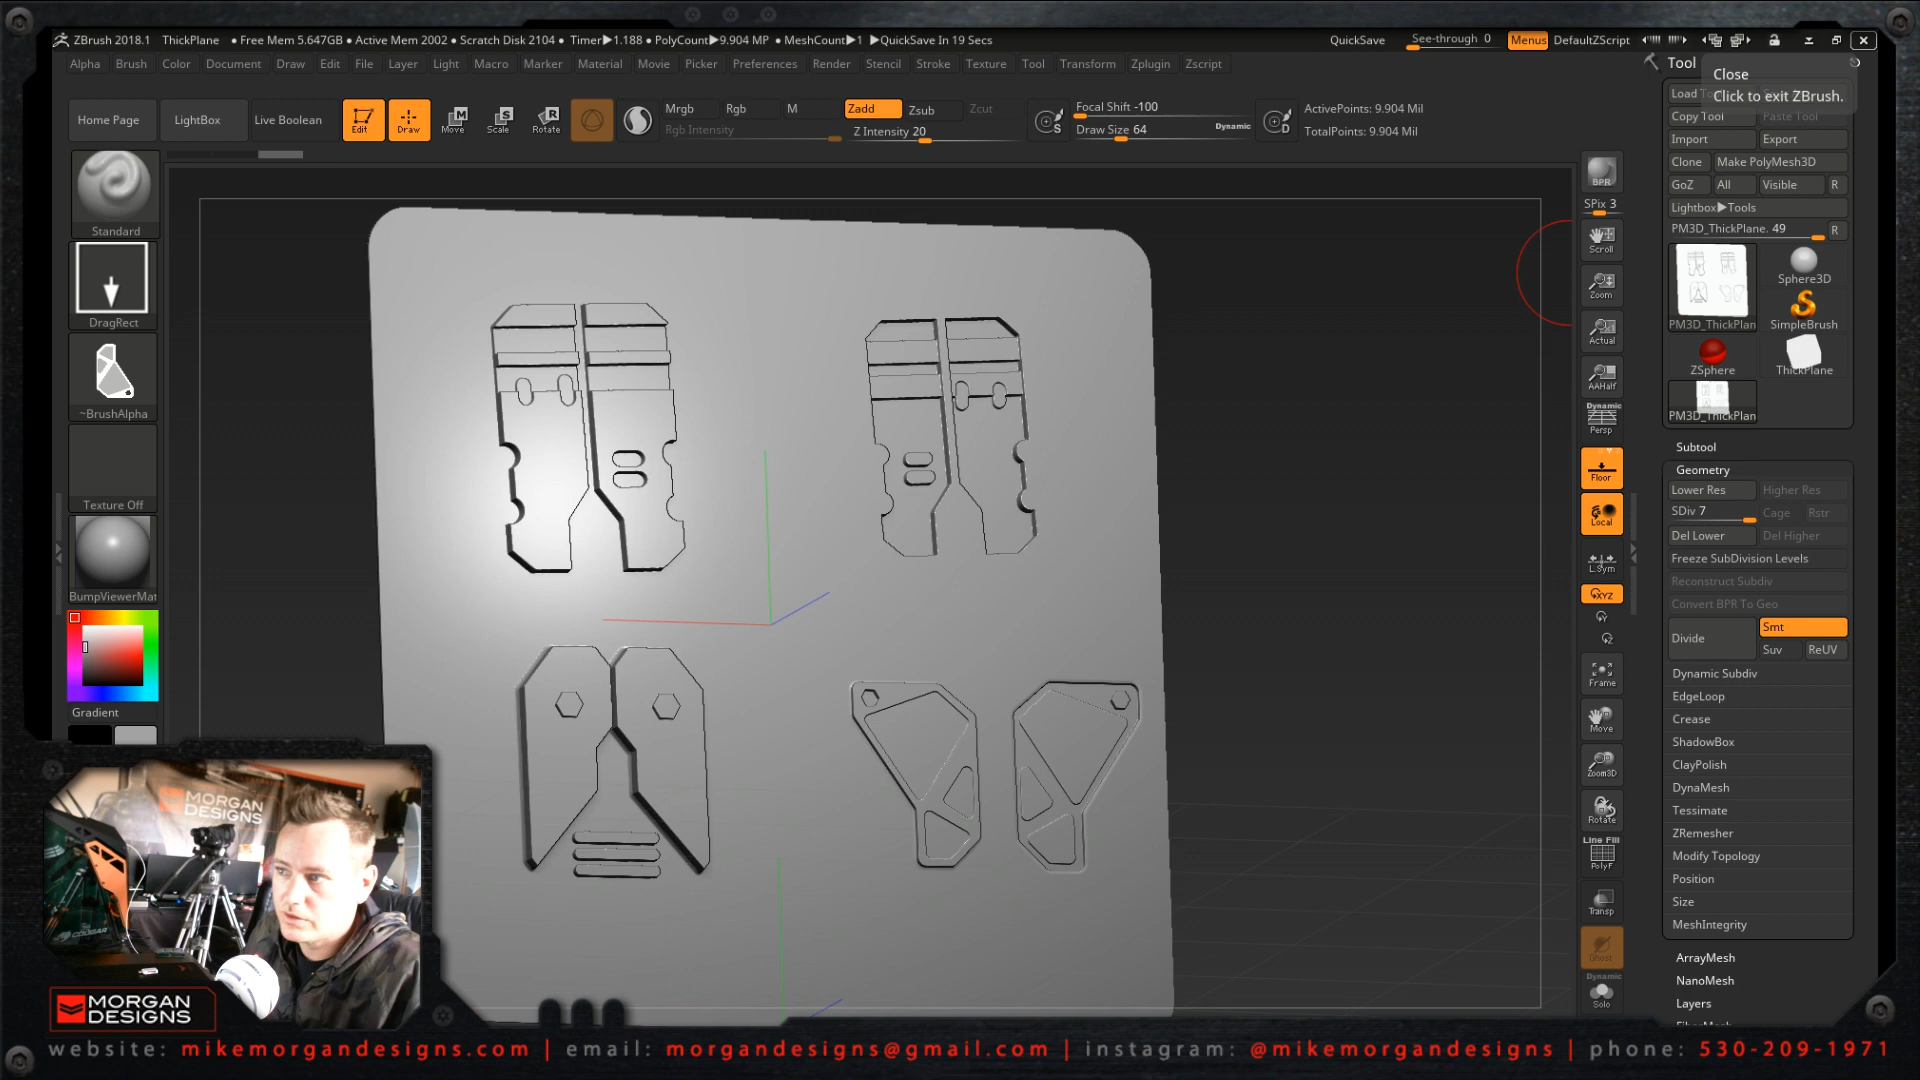 ZBrush 2018.1 ThickPlane • Free Mem 5.647GB • Active Mem 2002 • Scratch Disk 2104 • Timer▶1.188 • PolyCount▶9.904 MP • MeshCount▶1 ▶QuickSave In 19 Secs
QuickSave See-through 0 Menus DefaultZScript
Alpha Brush Color Document Draw Edit File Layer Light Macro Marker Material Movie Picker Preferences Render Stencil Stroke Texture Tool Transform Zplugin Zscript
Tool
Close
Click to exit ZBrush.
Home Page LightBox Live Boolean Edit Draw Move Scale Rotate
Mrgb Rgb M Zadd Zsub Zcut
Rgb Intensity Z Intensity 20
Focal Shift -100
Draw Size 64 Dynamic
ActivePoints: 9.904 Mil
TotalPoints: 9.904 Mil
Standard
DragRect
~BrushAlpha
Texture Off
BumpViewerMat
Gradient
BPR
SPix 3
Scroll
Zoom
Actual
AAHalf
Dynamic
Persp
Floor
Local
L.Sym
XYZ
Frame
Move
Zoom3D
Rotate
Line Fill
PolyF
Transp
Ghost
Dynamic
Solo
Copy Tool Paste Tool
Import Export
Clone Make PolyMesh3D
GoZ All Visible R
Lightbox▶Tools
PM3D_ThickPlane. 49 R
PM3D_ThickPlan
Sphere3D
SimpleBrush
ZSphere
ThickPlane
PM3D_ThickPlan
Subtool
Geometry
Lower Res Higher Res
SDiv 7 Cage Rstr
Del Lower Del Higher
Freeze SubDivision Levels
Reconstruct Subdiv
Convert BPR To Geo
Divide Smt
Suv ReUV
Dynamic Subdiv
EdgeLoop
Crease
ShadowBox
ClayPolish
DynaMesh
Tessimate
ZRemesher
Modify Topology
Position
Size
MeshIntegrity
ArrayMesh
NanoMesh
Layers
MORGAN
DESIGNS
MORGAN
DESIGNS
website: mikemorgandesigns.com | email: morgandesigns@gmail.com | instagram: @mikemorgandesigns | phone: 530-209-1971